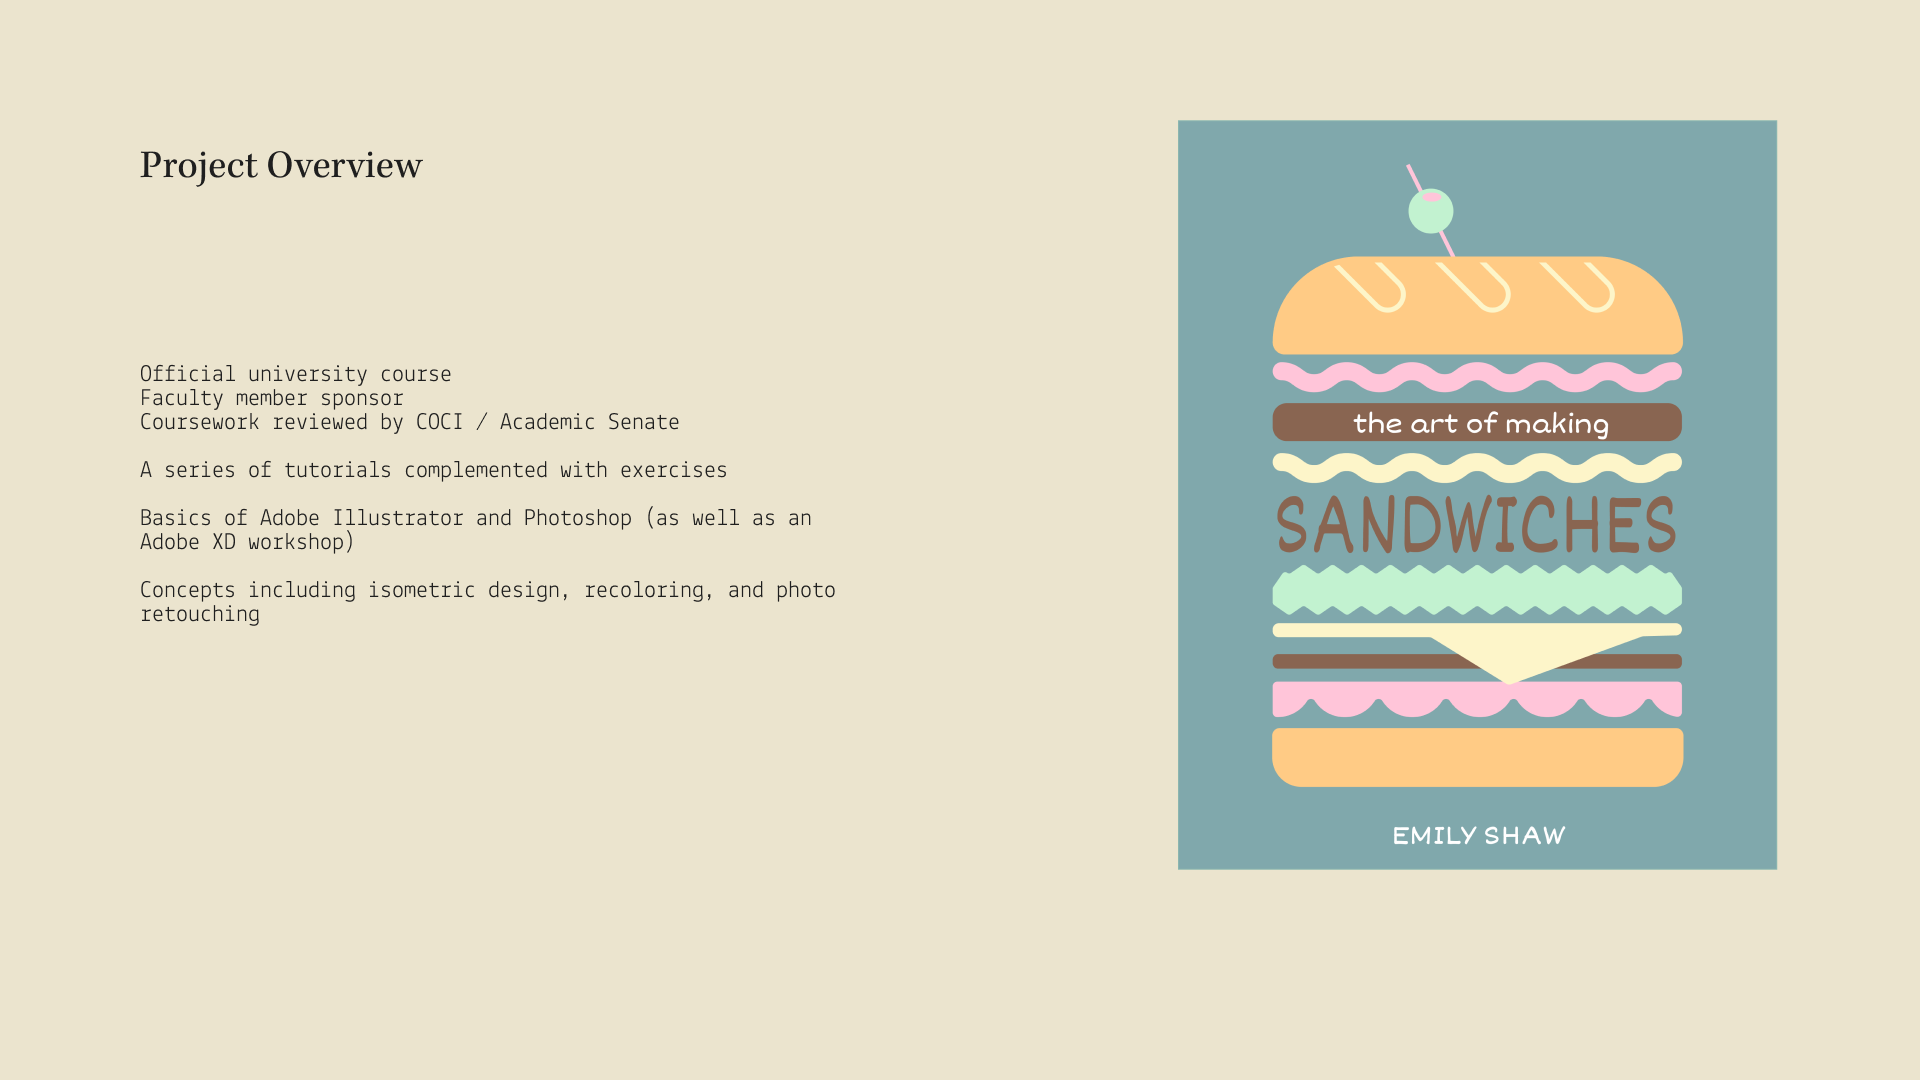 Project Overview
Official university course
Faculty member sponsor
Coursework reviewed by COCI / Academic Senate
A series of tutorials complemented with exercises
Basics of Adobe Illustrator and Photoshop (as well as an
Adobe XD workshop)
Concepts including isometric design, recoloring, and photo
retouching
the art of making
SANDWICHES
EMILY SHAW